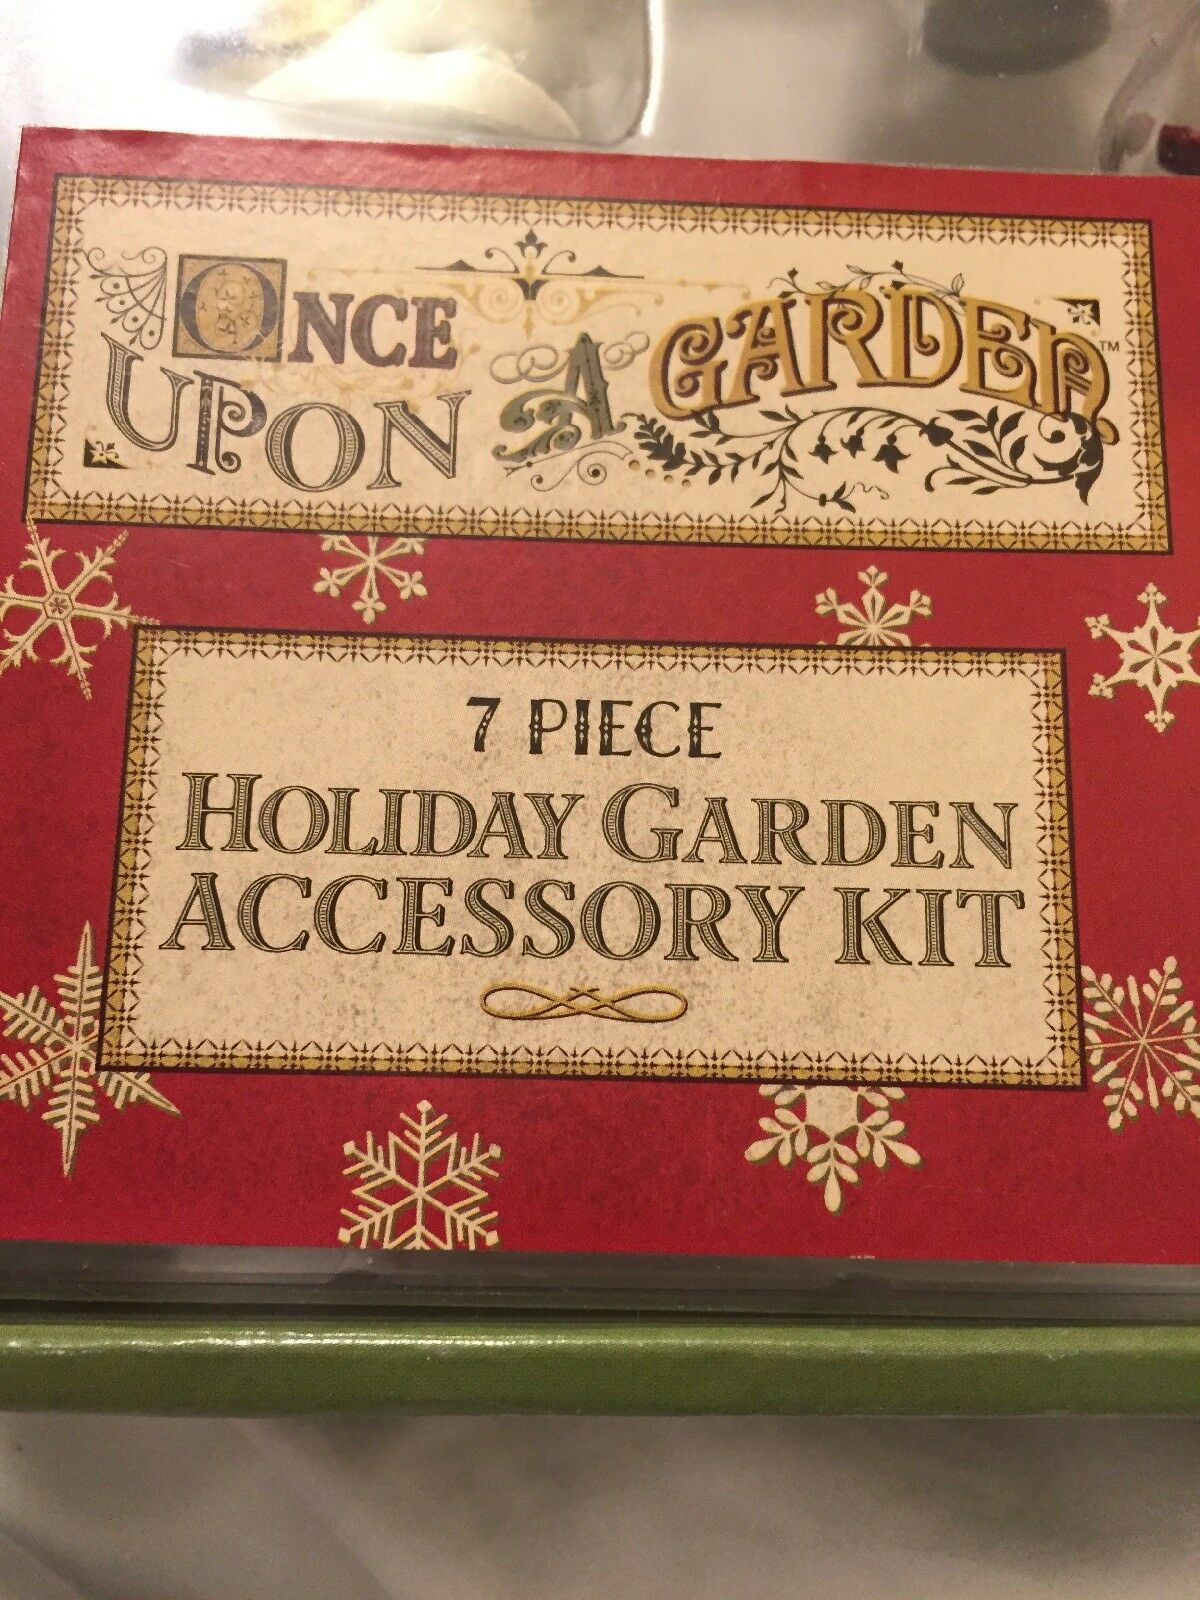 ONCE
UPON A GARDEN™
7 PIECE
HOLIDAY GARDEN
ACCESSORY KIT